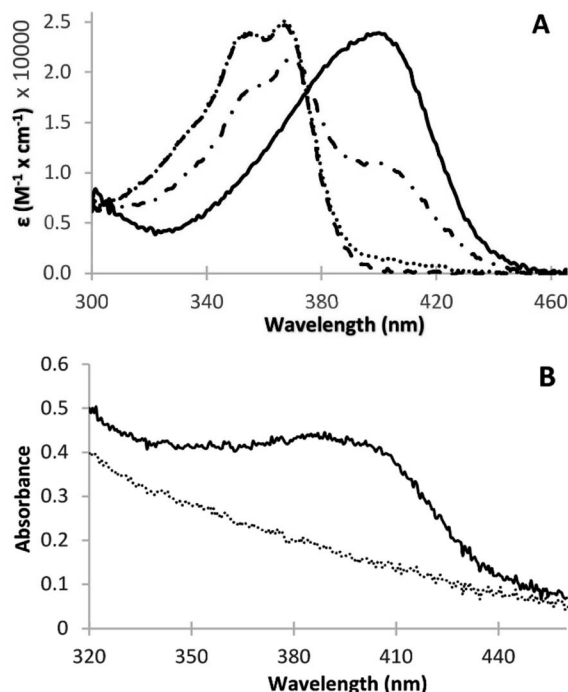 A
ε (M⁻¹ x cm⁻¹) x 10000
2.5
2.0
1.5
1.0
0.5
0.0
300 340 380 420 460
Wavelength (nm)
B
Absorbance
0.6
0.5
0.4
0.3
0.2
0.1
0
320 350 380 410 440
Wavelength (nm)